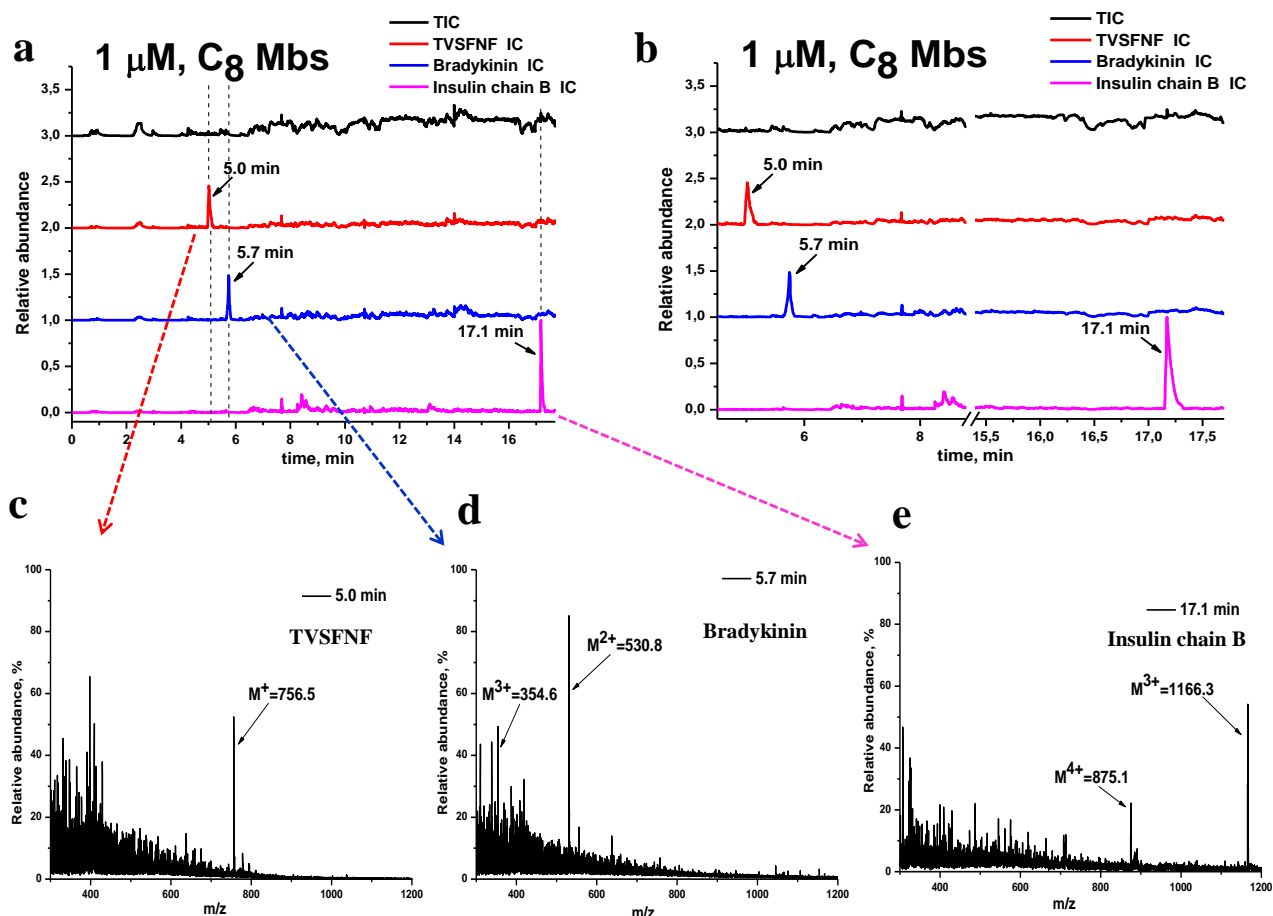 a
1 μM, C8 Mbs
TIC
TVSFNF IC
Bradykinin IC
Insulin chain B IC
Relative abundance
3,5
3,0
2,5
2,0
1,5
1,0
0,5
0,0
5.0 min
5.7 min
17.1 min
0 2 4 6 8 10 12 14 16
time, min
b
1 μM, C8 Mbs
TIC
TVSFNF IC
Bradykinin IC
Insulin chain B IC
Relative abundance
3,5
3,0
2,5
2,0
1,5
1,0
0,5
0,0
5.0 min
5.7 min
17.1 min
6 8 15,5 16,0 16,5 17,0 17,5
time, min
c
Relative abundance, %
100
80
60
40
20
0
5.0 min
TVSFNF
M+=756.5
400 600 800 1000 1200
m/z
d
Relative abundance, %
100
80
60
40
20
0
5.7 min
Bradykinin
M2+=530.8
M3+=354.6
400 600 800 1000 1200
m/z
e
Relative abundance, %
100
80
60
40
20
0
17.1 min
Insulin chain B
M3+=1166.3
M4+=875.1
400 600 800 1000 1200
m/z